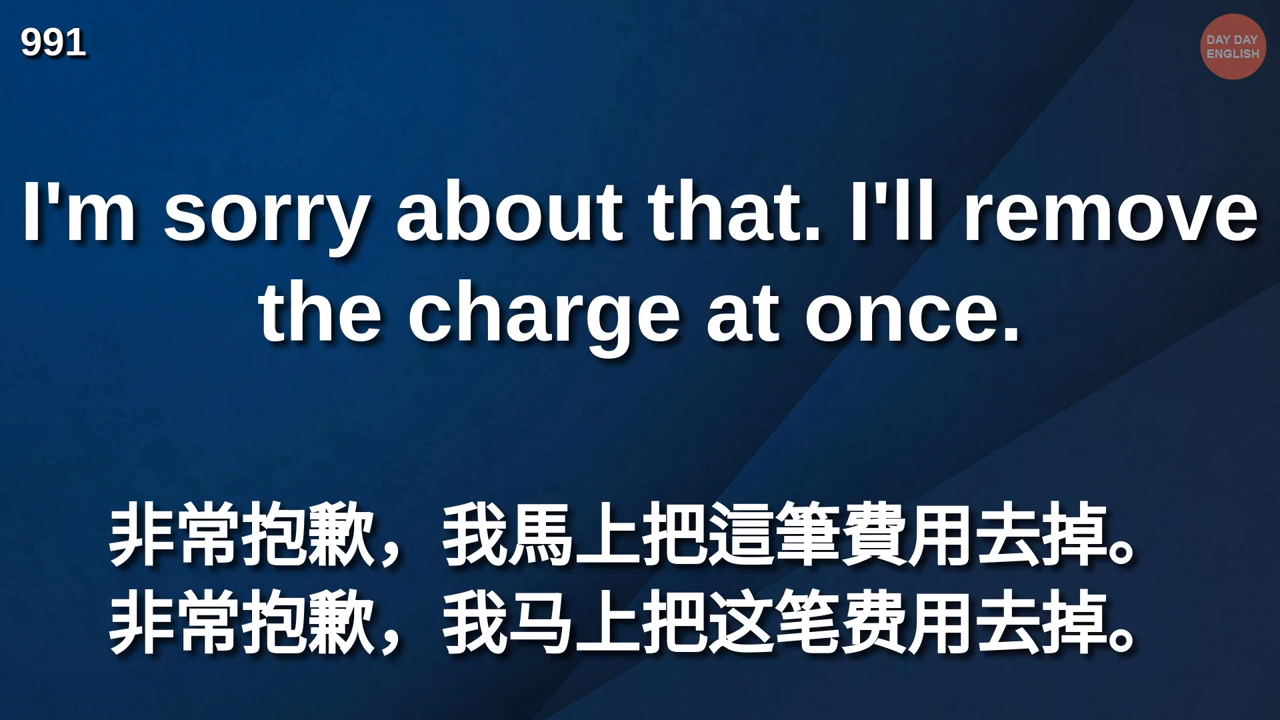 991
DAY DAY
ENGLISH
I'm sorry about that. I'll remove
the charge at once.
非常抱歉，我馬上把這筆費用去掉。
非常抱歉，我马上把这笔费用去掉。